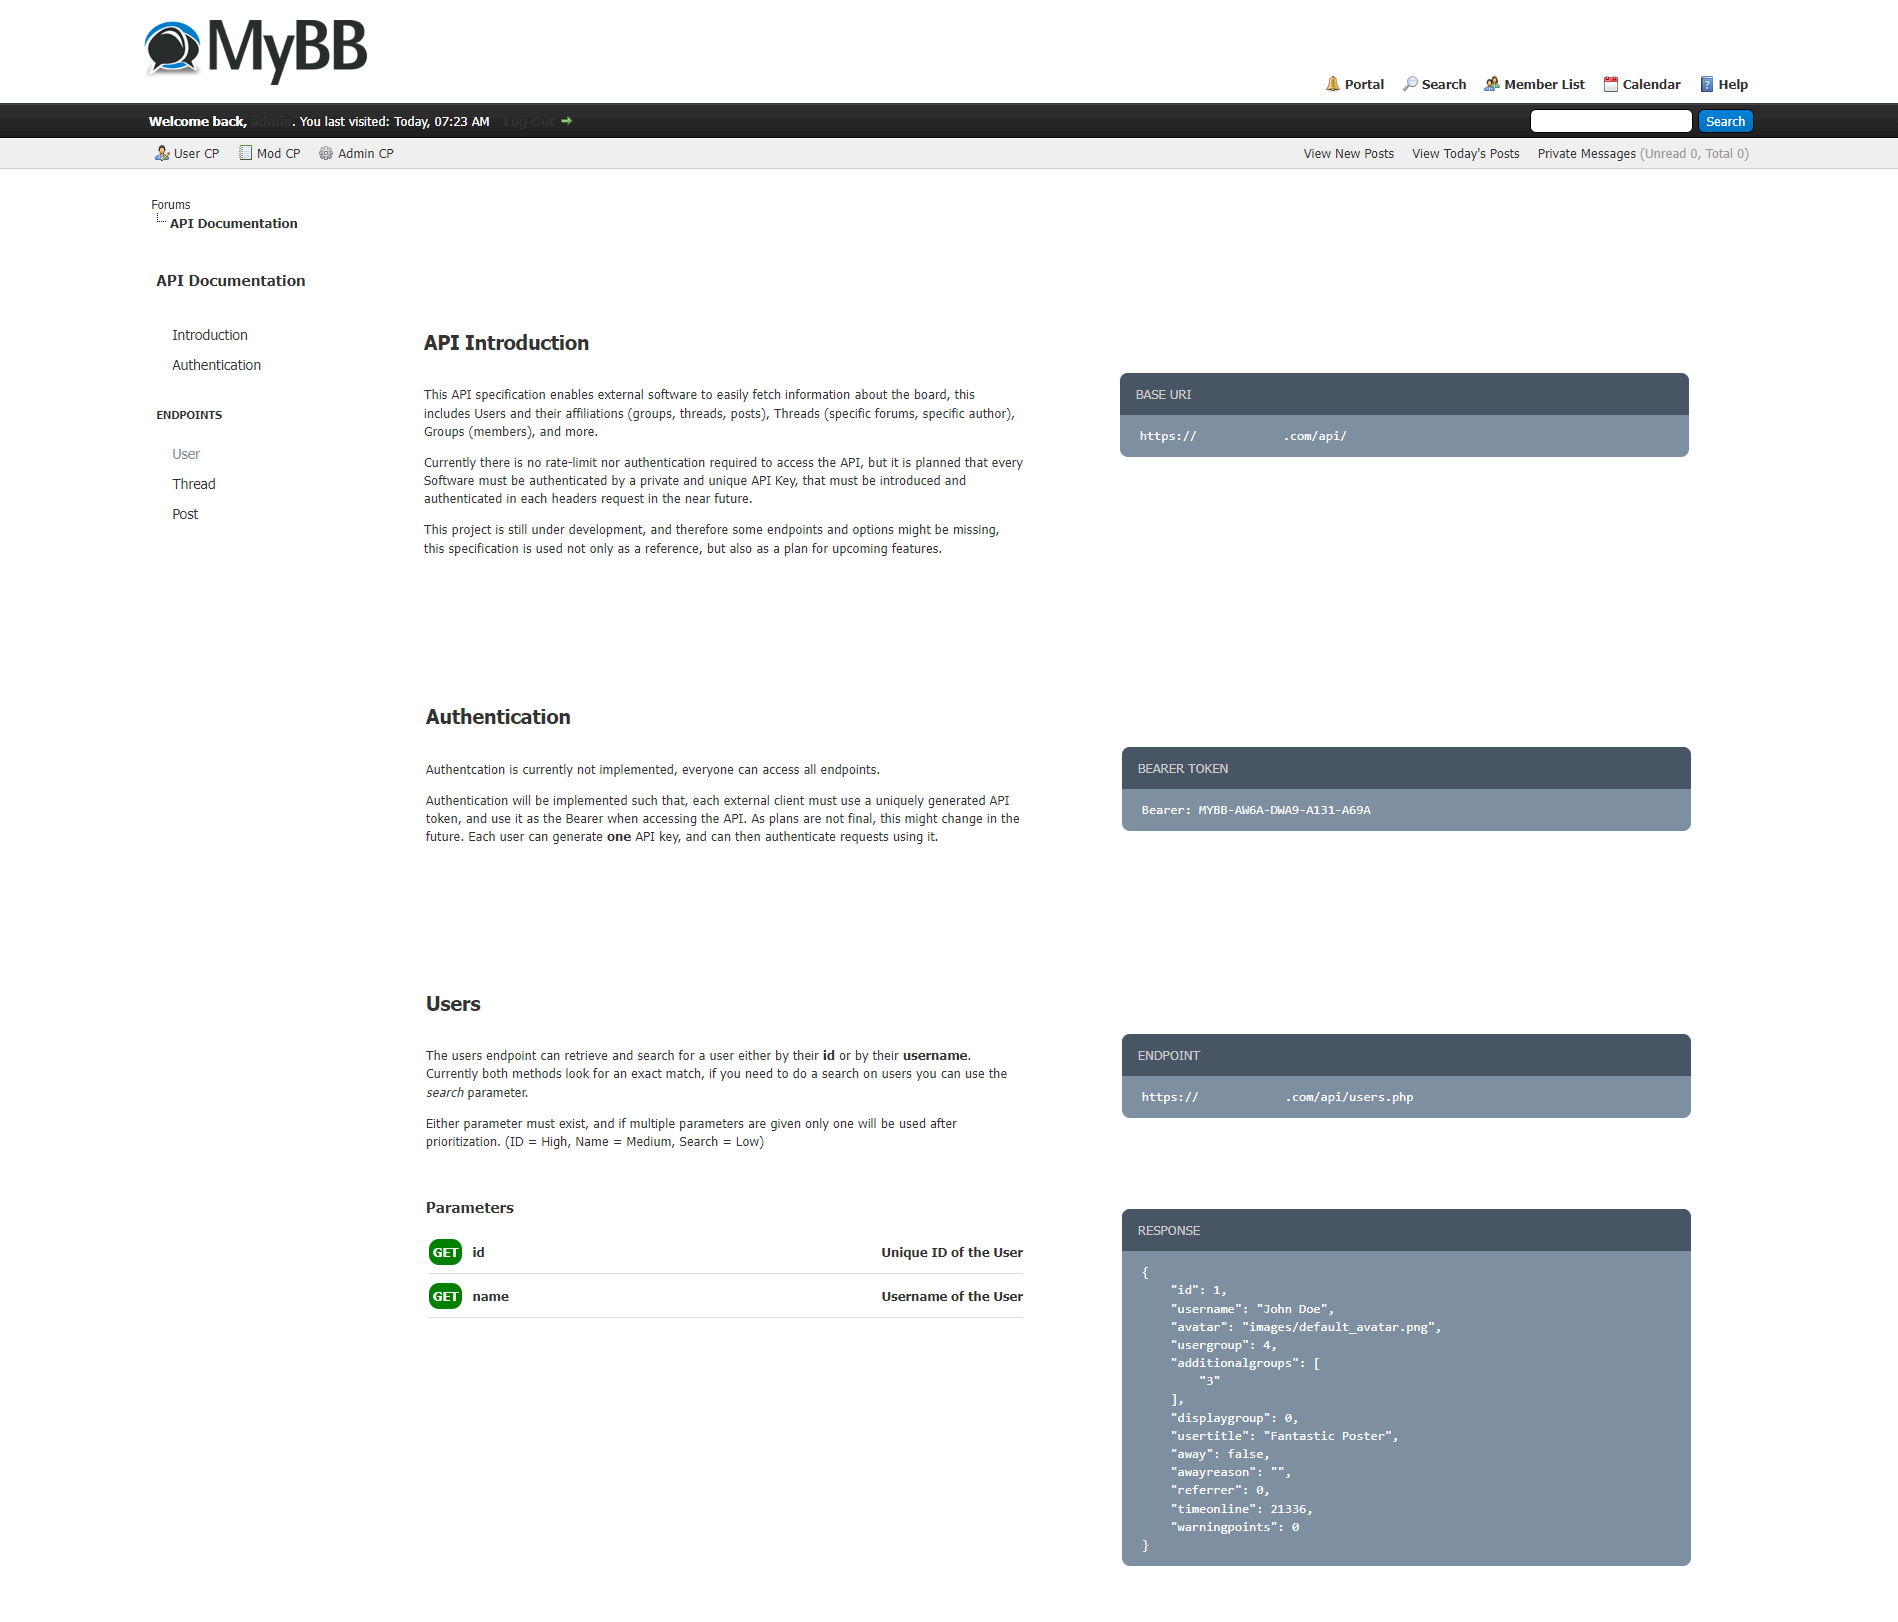 MyBB
Portal Search Member List Calendar Help
Welcome back, admin. You last visited: Today, 07:23 AM Log Out
Search
User CP Mod CP Admin CP
View New Posts View Today's Posts Private Messages (Unread 0, Total 0)
Forums
API Documentation
API Documentation
Introduction
Authentication
ENDPOINTS
User
Thread
Post
API Introduction
This API specification enables external software to easily fetch information about the board, this
includes Users and their affiliations (groups, threads, posts), Threads (specific forums, specific author),
Groups (members), and more.
Currently there is no rate-limit nor authentication required to access the API, but it is planned that every
Software must be authenticated by a private and unique API Key, that must be introduced and
authenticated in each headers request in the near future.
This project is still under development, and therefore some endpoints and options might be missing,
this specification is used not only as a reference, but also as a plan for upcoming features.
BASE URI
https:// .com/api/
Authentication
Authentcation is currently not implemented, everyone can access all endpoints.
Authentication will be implemented such that, each external client must use a uniquely generated API
token, and use it as the Bearer when accessing the API. As plans are not final, this might change in the
future. Each user can generate one API key, and can then authenticate requests using it.
BEARER TOKEN
Bearer: MYBB-AW6A-DWA9-A131-A69A
Users
The users endpoint can retrieve and search for a user either by their id or by their username.
Currently both methods look for an exact match, if you need to do a search on users you can use the
search parameter.
Either parameter must exist, and if multiple parameters are given only one will be used after
prioritization. (ID = High, Name = Medium, Search = Low)
ENDPOINT
https:// .com/api/users.php
Parameters
GET id Unique ID of the User
GET name Username of the User
RESPONSE
{
"id": 1,
"username": "John Doe",
"avatar": "images/default_avatar.png",
"usergroup": 4,
"additionalgroups": [
"3"
],
"displaygroup": 0,
"usertitle": "Fantastic Poster",
"away": false,
"awayreason": "",
"referrer": 0,
"timeonline": 21336,
"warningpoints": 0
}